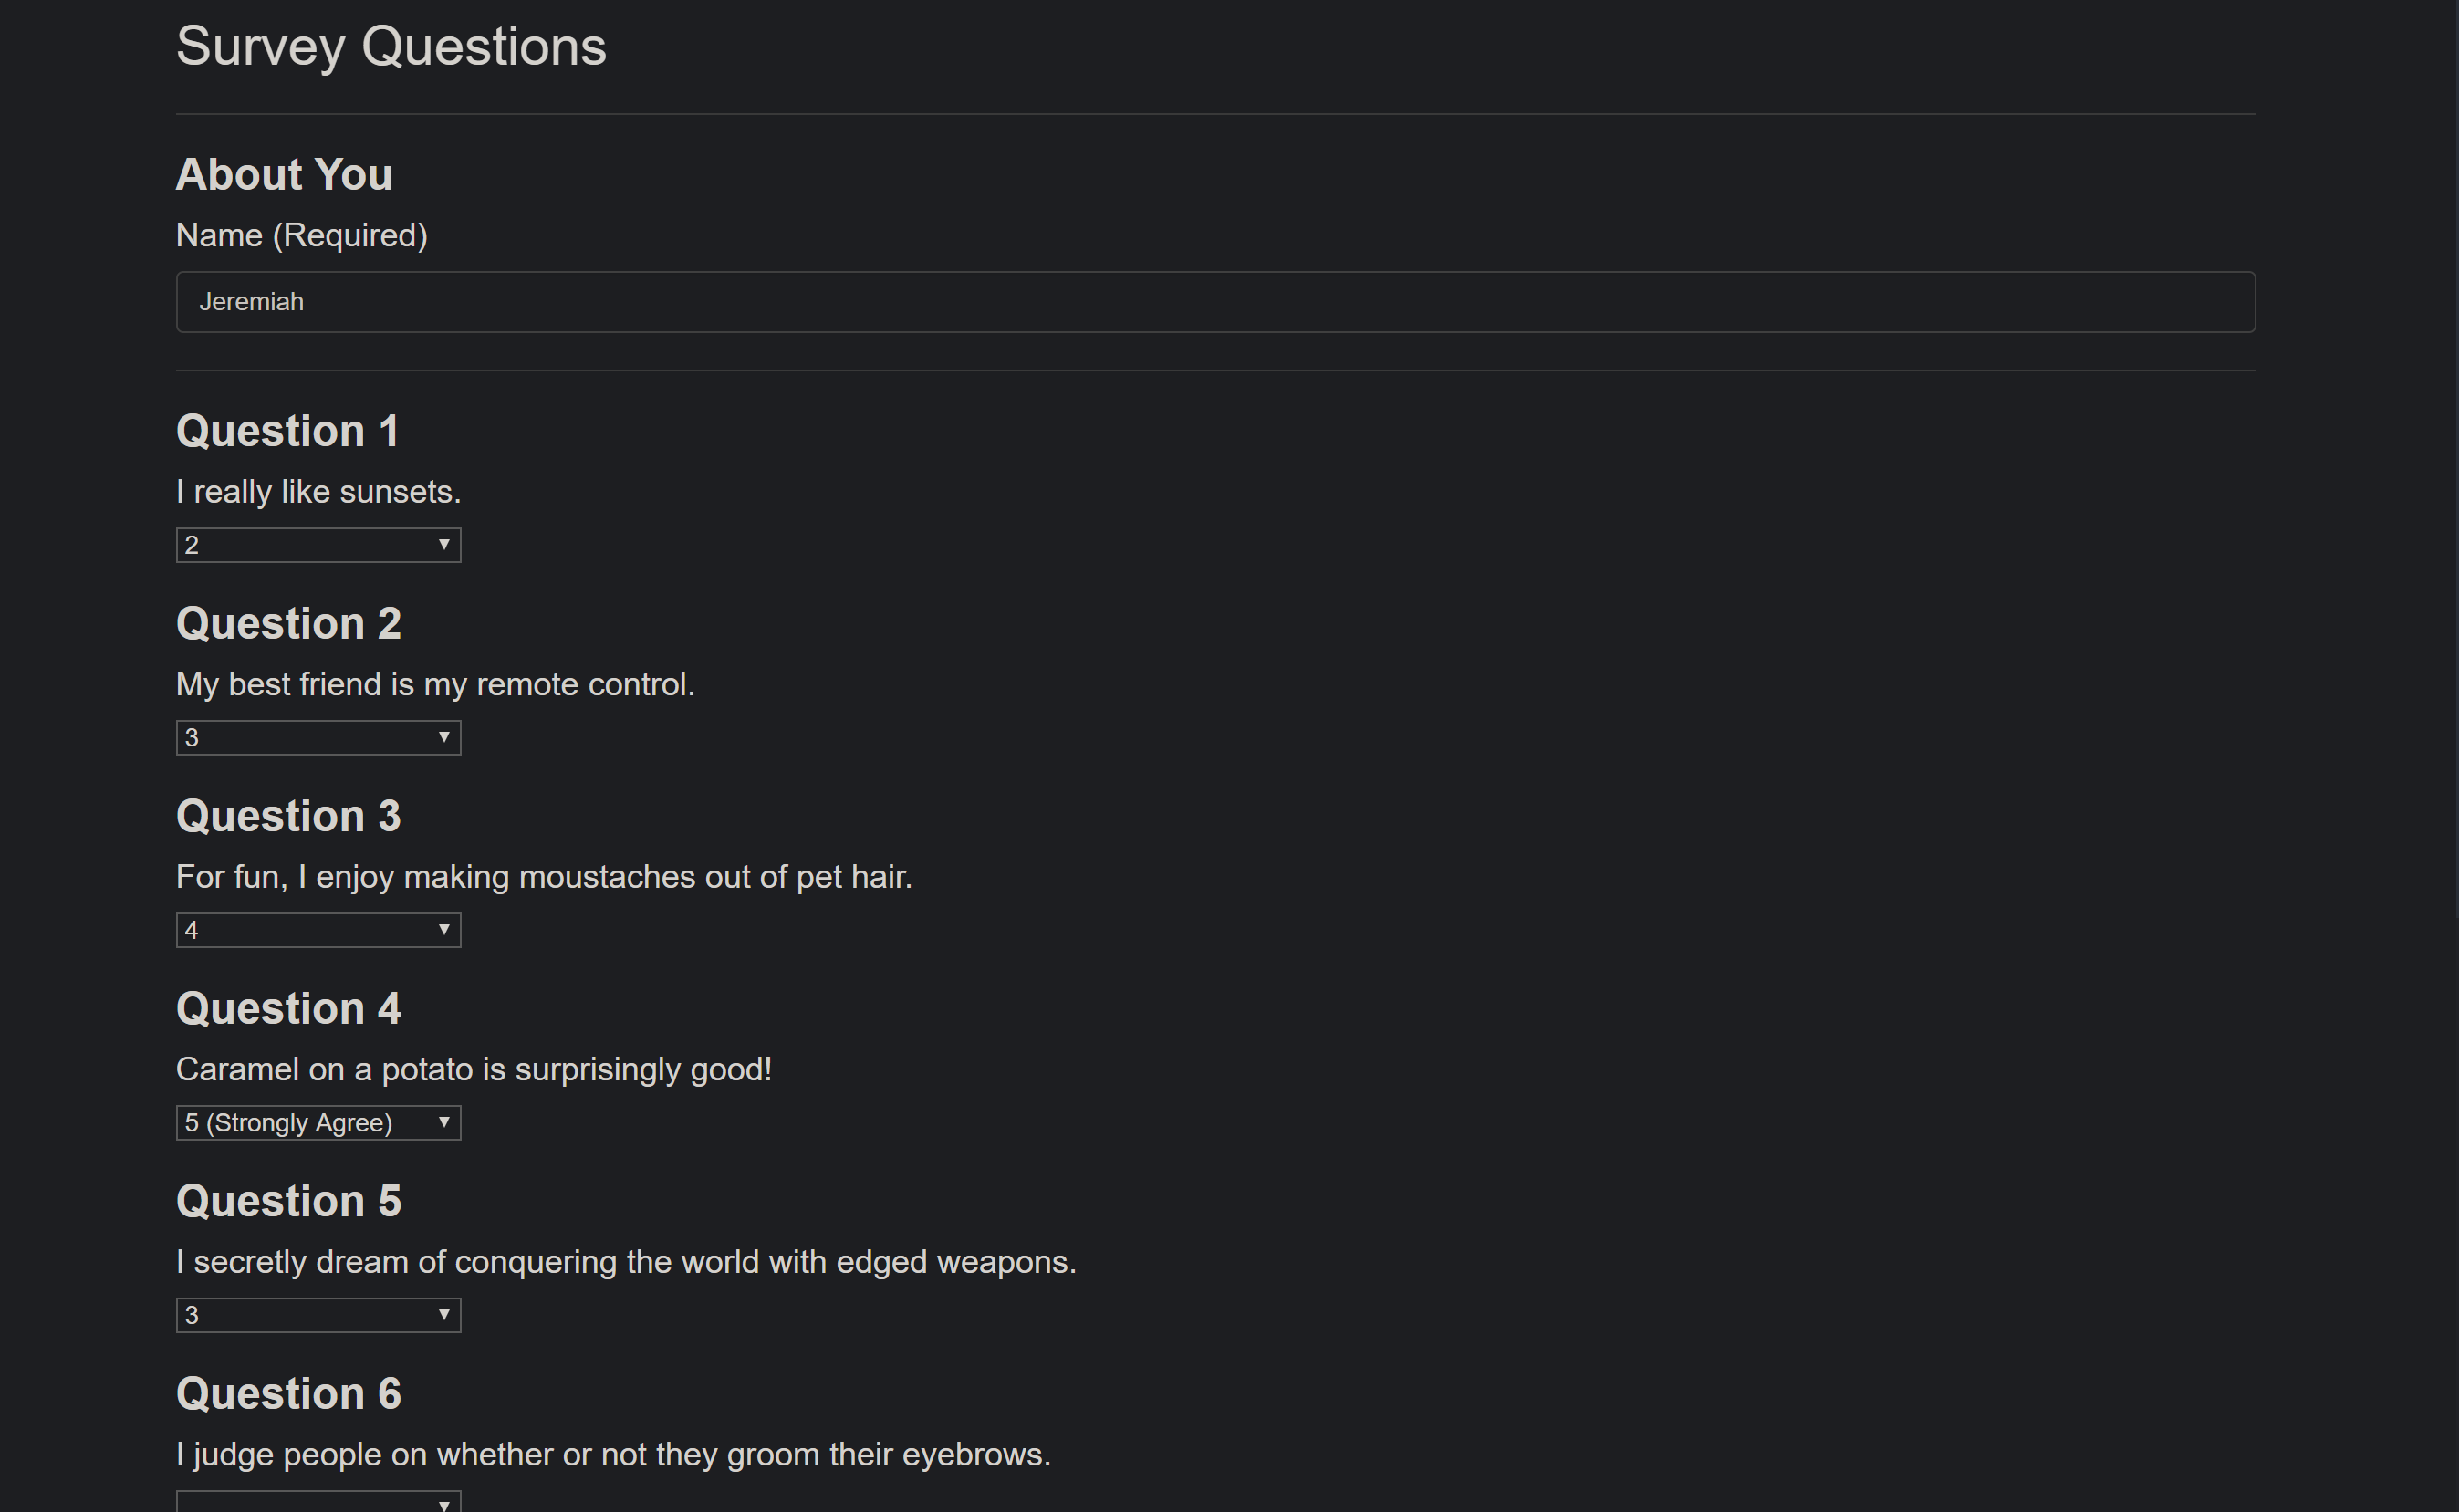 Survey Questions
About You
Name (Required)
Jeremiah
Question 1
I really like sunsets.
2
Question 2
My best friend is my remote control.
3
Question 3
For fun, I enjoy making moustaches out of pet hair.
4
Question 4
Caramel on a potato is surprisingly good!
5 (Strongly Agree)
Question 5
I secretly dream of conquering the world with edged weapons.
3
Question 6
I judge people on whether or not they groom their eyebrows.